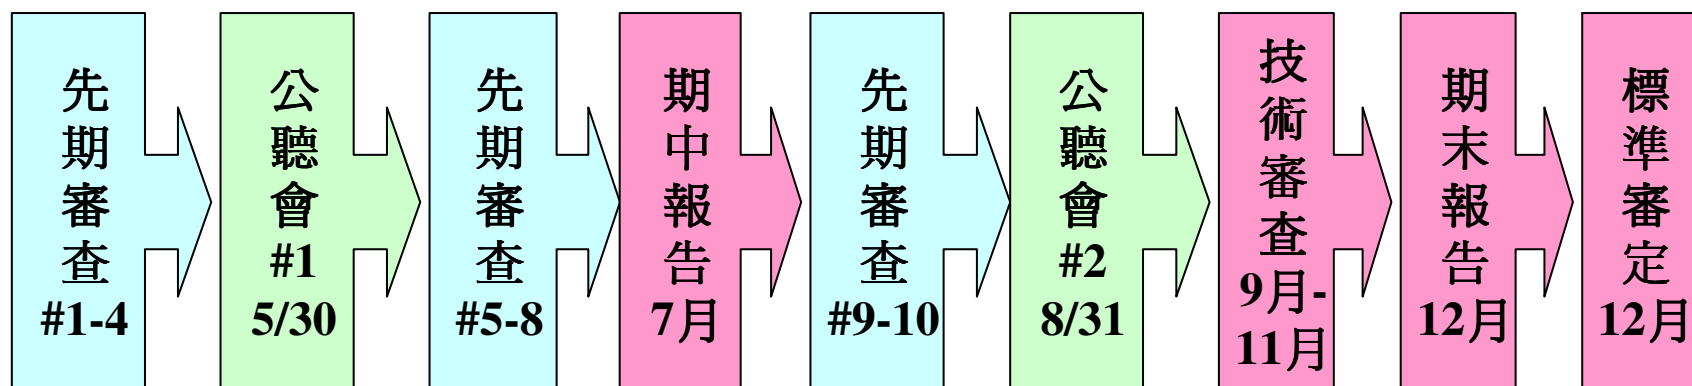 先期審查
#1-4
公聽會
#1
5/30
先期審查
#5-8
期中報告
7月
先期審查
#9-10
公聽會
#2
8/31
技術審查
9月-
11月
期末報告
12月
標準審定
12月